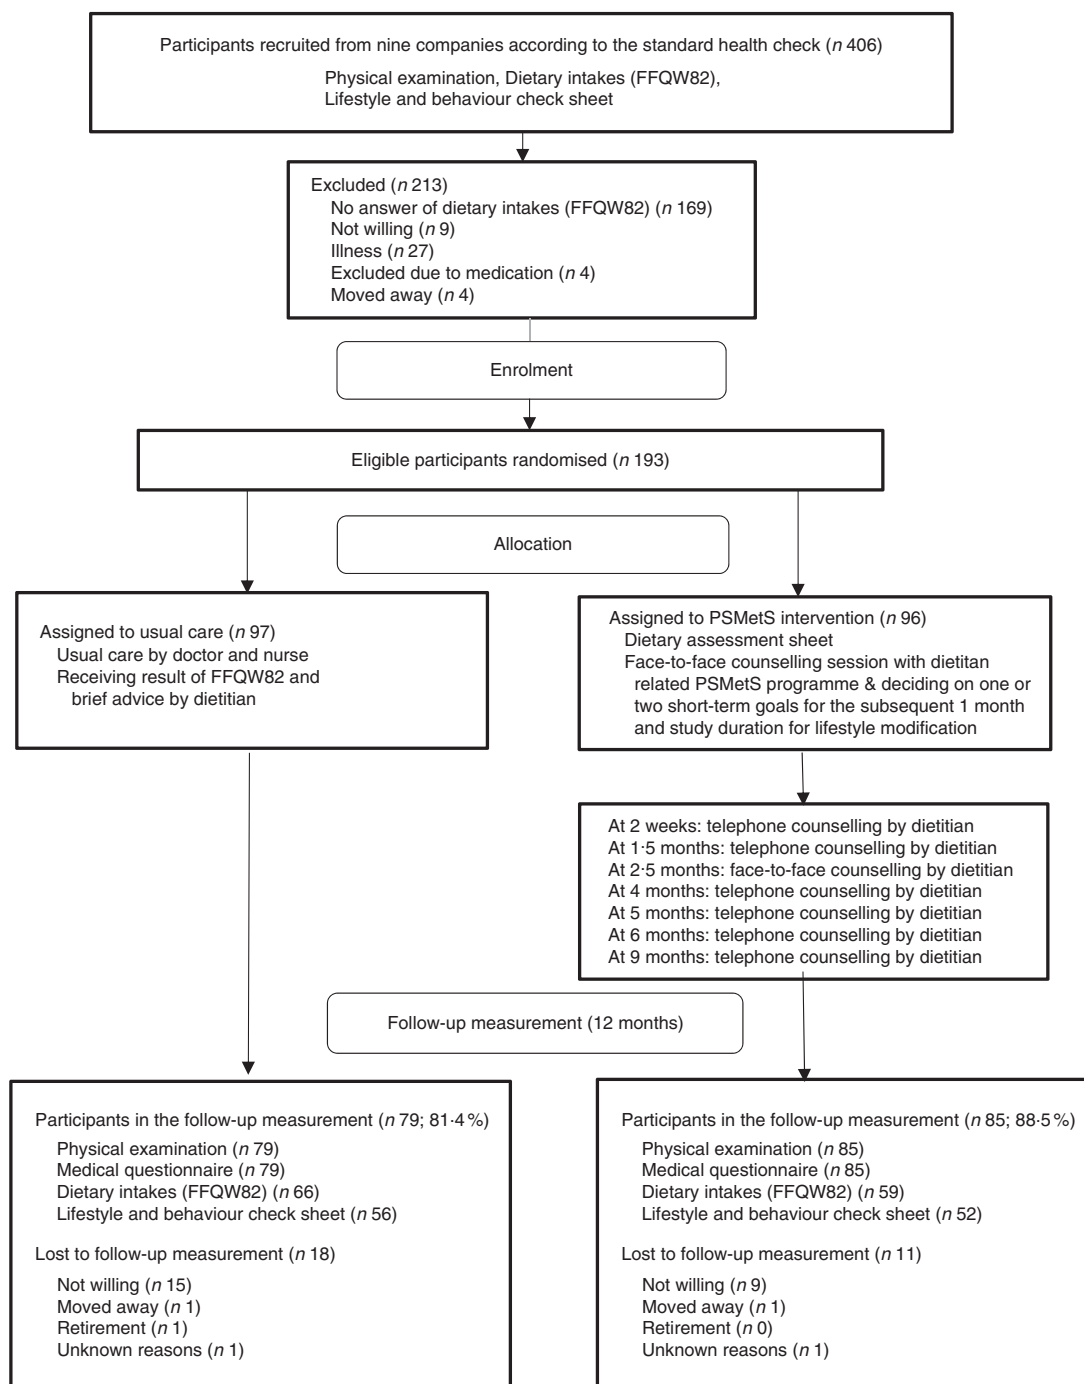 Participants recruited from nine companies according to the standard health check (n 406)
Physical examination, Dietary intakes (FFQW82),
Lifestyle and behaviour check sheet
Excluded (n 213)
No answer of dietary intakes (FFQW82) (n 169)
Not willing (n 9)
Illness (n 27)
Excluded due to medication (n 4)
Moved away (n 4)
Enrolment
Eligible participants randomised (n 193)
Allocation
Assigned to usual care (n 97)
Usual care by doctor and nurse
Receiving result of FFQW82 and
brief advice by dietitian
Assigned to PSMetS intervention (n 96)
Dietary assessment sheet
Face-to-face counselling session with dietitan
related PSMetS programme & deciding on one or
two short-term goals for the subsequent 1 month
and study duration for lifestyle modification
At 2 weeks: telephone counselling by dietitian
At 1·5 months: telephone counselling by dietitian
At 2·5 months: face-to-face counselling by dietitian
At 4 months: telephone counselling by dietitian
At 5 months: telephone counselling by dietitian
At 6 months: telephone counselling by dietitian
At 9 months: telephone counselling by dietitian
Follow-up measurement (12 months)
Participants in the follow-up measurement (n 79; 81·4 %)
Physical examination (n 79)
Medical questionnaire (n 79)
Dietary intakes (FFQW82) (n 66)
Lifestyle and behaviour check sheet (n 56)
Lost to follow-up measurement (n 18)
Not willing (n 15)
Moved away (n 1)
Retirement (n 1)
Unknown reasons (n 1)
Participants in the follow-up measurement (n 85; 88·5 %)
Physical examination (n 85)
Medical questionnaire (n 85)
Dietary intakes (FFQW82) (n 59)
Lifestyle and behaviour check sheet (n 52)
Lost to follow-up measurement (n 11)
Not willing (n 9)
Moved away (n 1)
Retirement (n 0)
Unknown reasons (n 1)